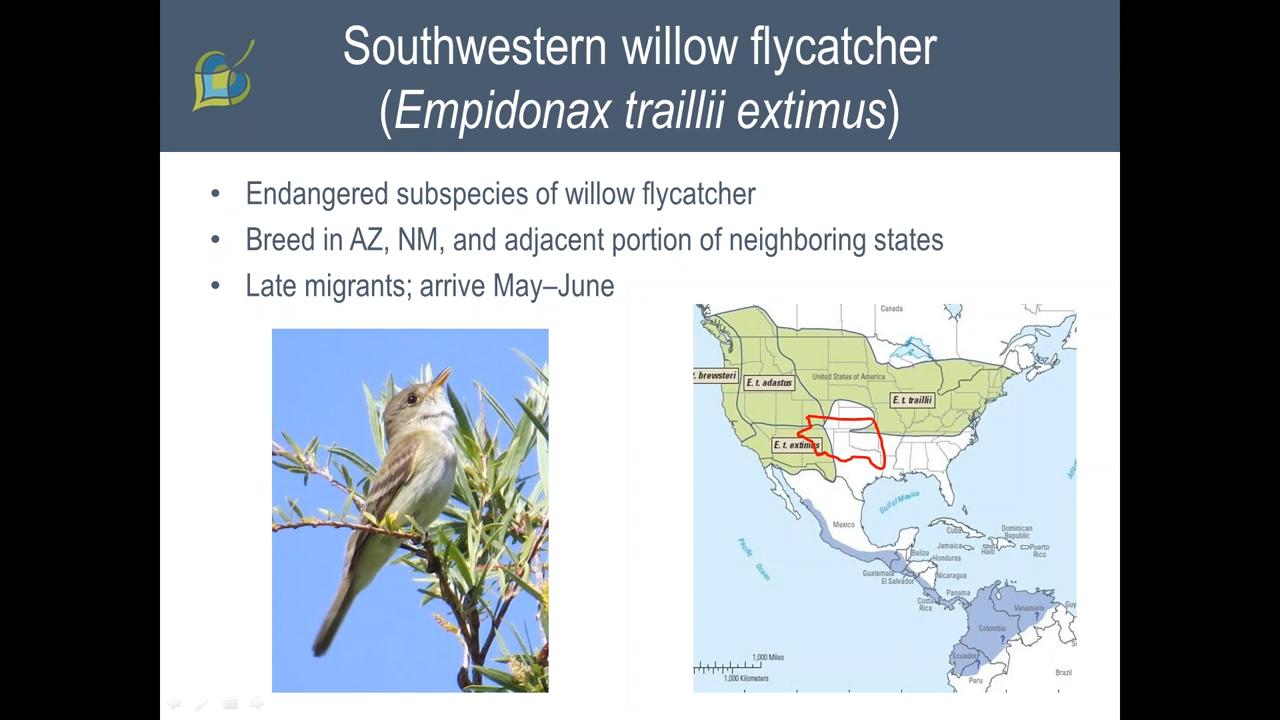 Southwestern willow flycatcher
(Empidonax traillii extimus)
• Endangered subspecies of willow flycatcher
• Breed in AZ, NM, and adjacent portion of neighboring states
• Late migrants; arrive May–June
Canada
t. brewsteri
E. t. adastus
United States of America
E. t. traillii
E. t. extimus
Gulf of Mexico
Mexico
Cuba
Dominican
Republic
Jamaica
Haiti
Puerto
Rico
Belize
Honduras
Guatemala
El Salvador
Nicaragua
Pacific Ocean
Costa
Rica
Panama
Venezuela
Guy
?
Colombia
?
Ecuador
?
Peru
Brazil
1,000 Miles
1,000 Kilometers